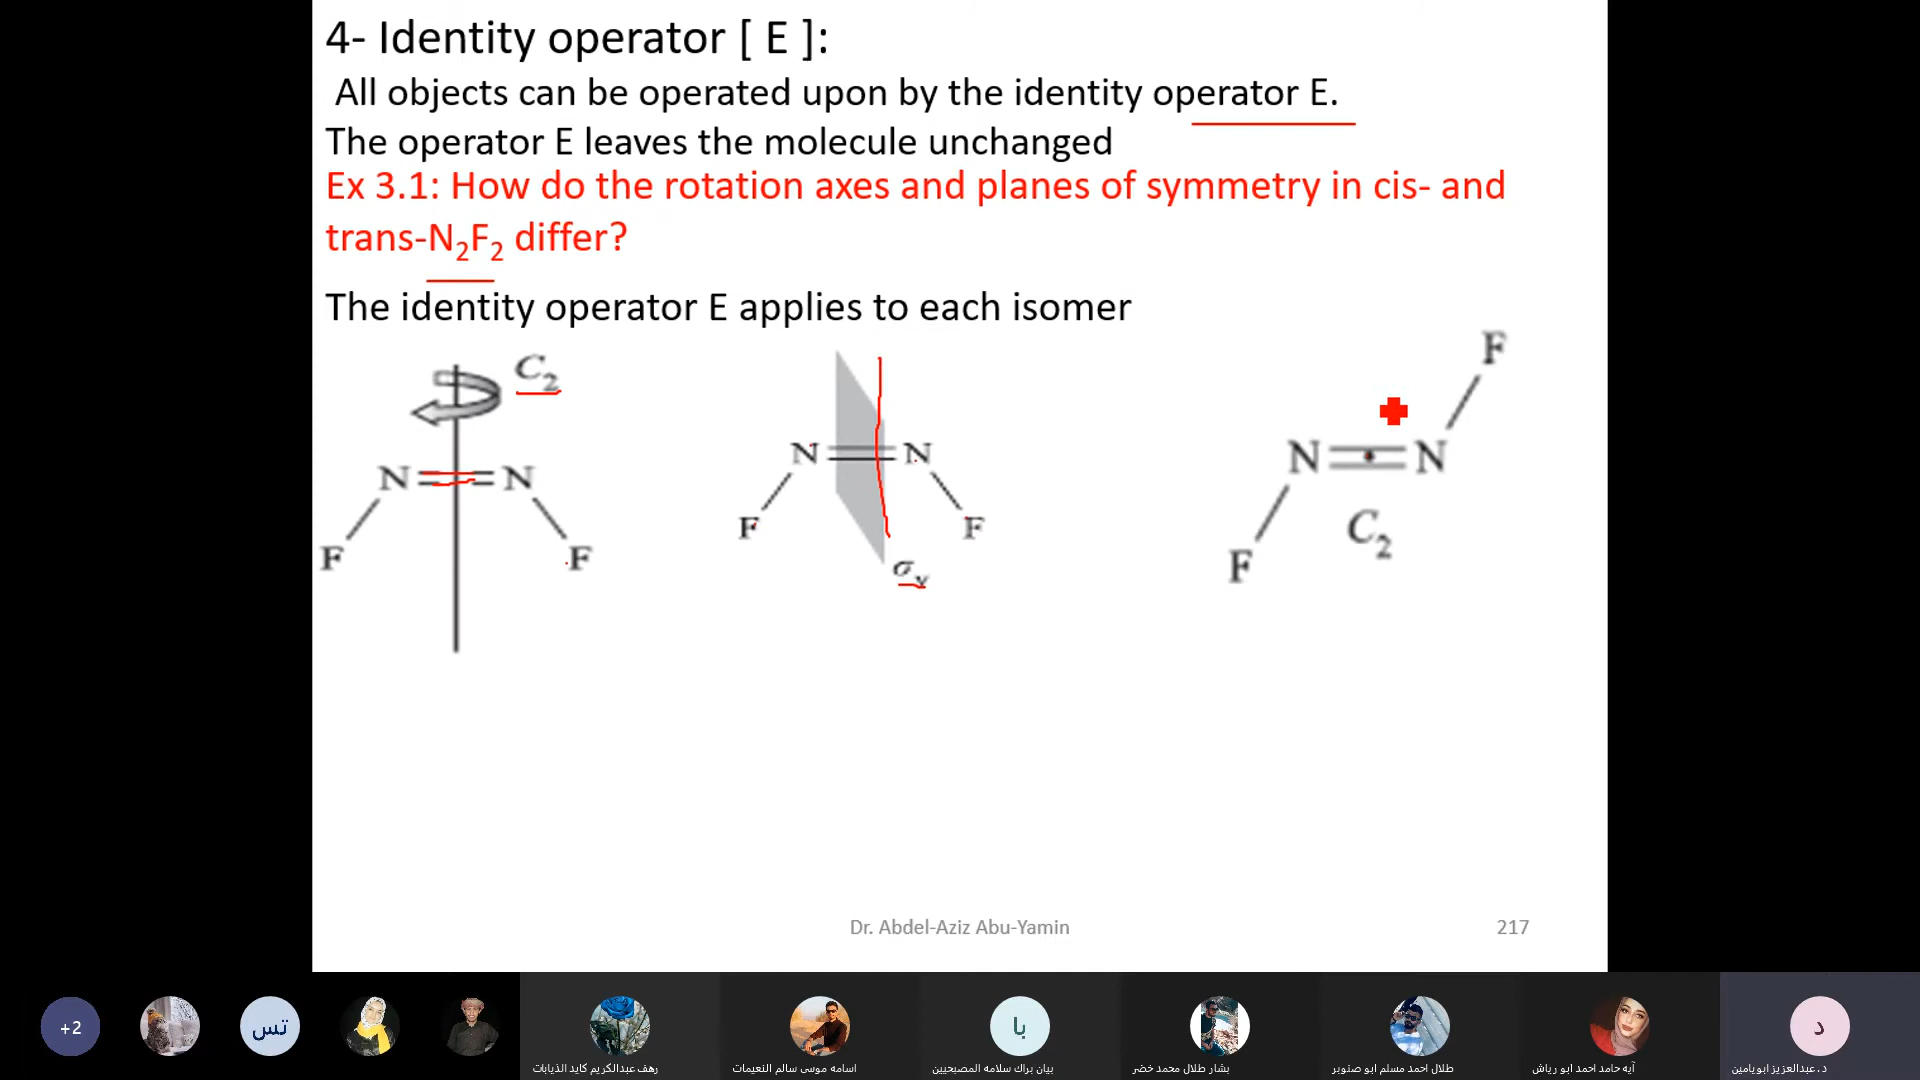 4- Identity operator [ E ]:
All objects can be operated upon by the identity operator E.
The operator E leaves the molecule unchanged
Ex 3.1: How do the rotation axes and planes of symmetry in cis- and
trans-N₂F₂ differ?
The identity operator E applies to each isomer
C₂
N = N
F F
N = N
F F
σᵥ
F
N = N
C₂
F
Dr. Abdel-Aziz Abu-Yamin 217
+2
تس
با
د
رهف عبدالكريم كايد الذيابات
اسامه موسى سالم النعيمات
بيان براك سلامه المصبحيين
بشار طلال محمد خضر
طلال احمد مسلم ابو صنوبر
آيه حامد احمد ابو رياش
د. عبدالعزيز ابويامين